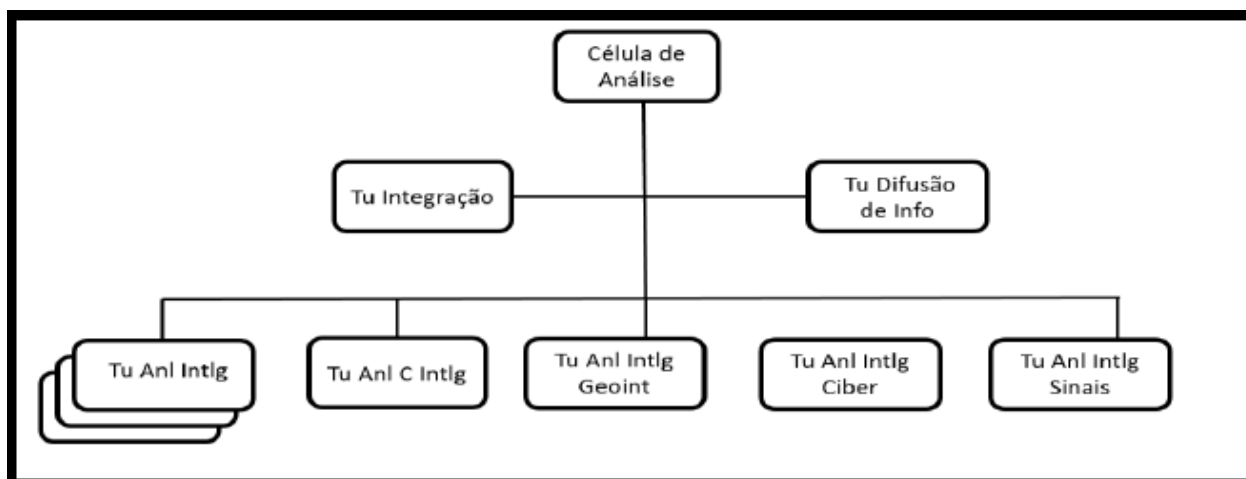 Célula de
Análise
Tu Integração
Tu Difusão
de Info
Tu Anl Intlg
Tu Anl C Intlg
Tu Anl Intlg
Geoint
Tu Anl Intlg
Ciber
Tu Anl Intlg
Sinais